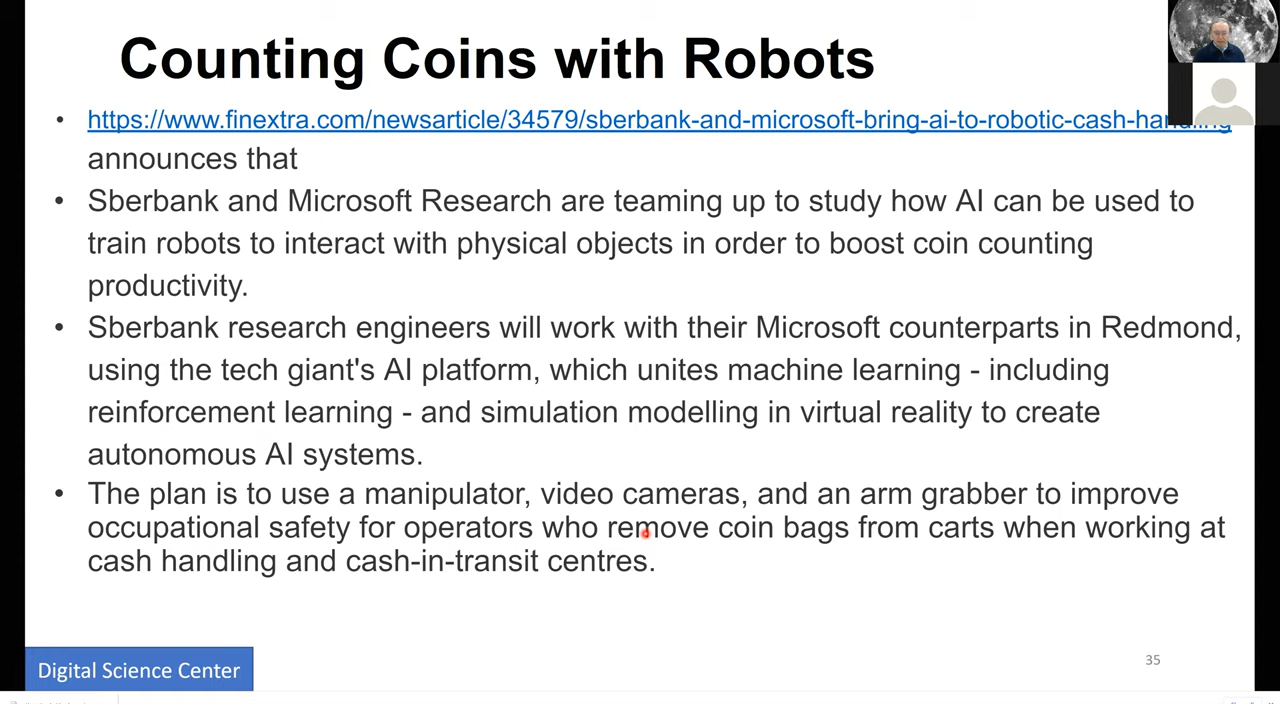 Counting Coins with Robots
• https://www.finextra.com/newsarticle/34579/sberbank-and-microsoft-bring-ai-to-robotic-cash-handling
announces that
• Sberbank and Microsoft Research are teaming up to study how AI can be used to
train robots to interact with physical objects in order to boost coin counting
productivity.
• Sberbank research engineers will work with their Microsoft counterparts in Redmond,
using the tech giant's AI platform, which unites machine learning - including
reinforcement learning - and simulation modelling in virtual reality to create
autonomous AI systems.
• The plan is to use a manipulator, video cameras, and an arm grabber to improve
occupational safety for operators who remove coin bags from carts when working at
cash handling and cash-in-transit centres.
Digital Science Center
35